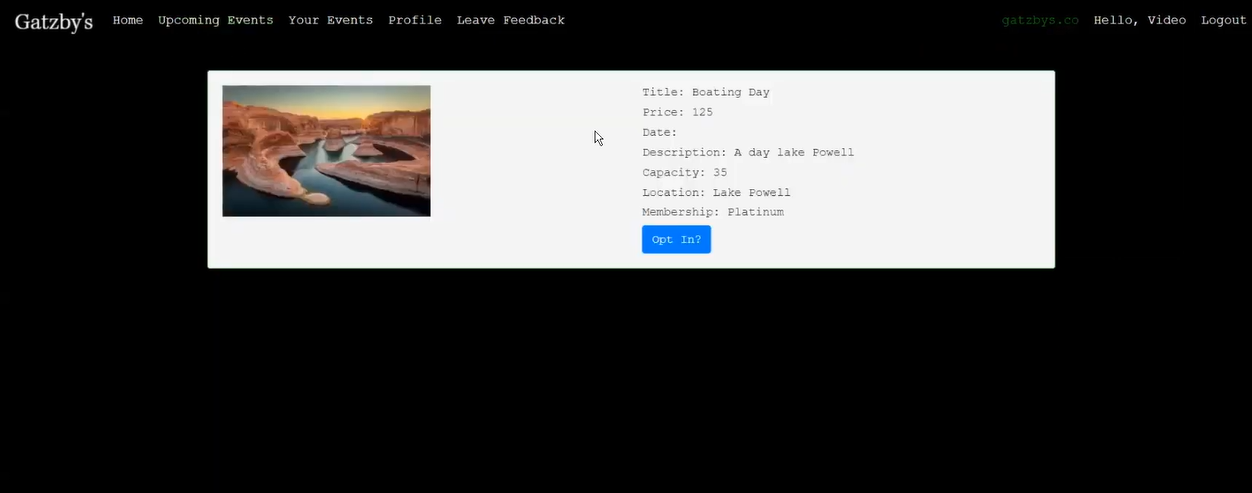 Gatzby's Home Upcoming Events Your Events Profile Leave Feedback gatzbys.co Hello, Video Logout
Title: Boating Day
Price: 125
Date:
Description: A day lake Powell
Capacity: 35
Location: Lake Powell
Membership: Platinum
Opt In?